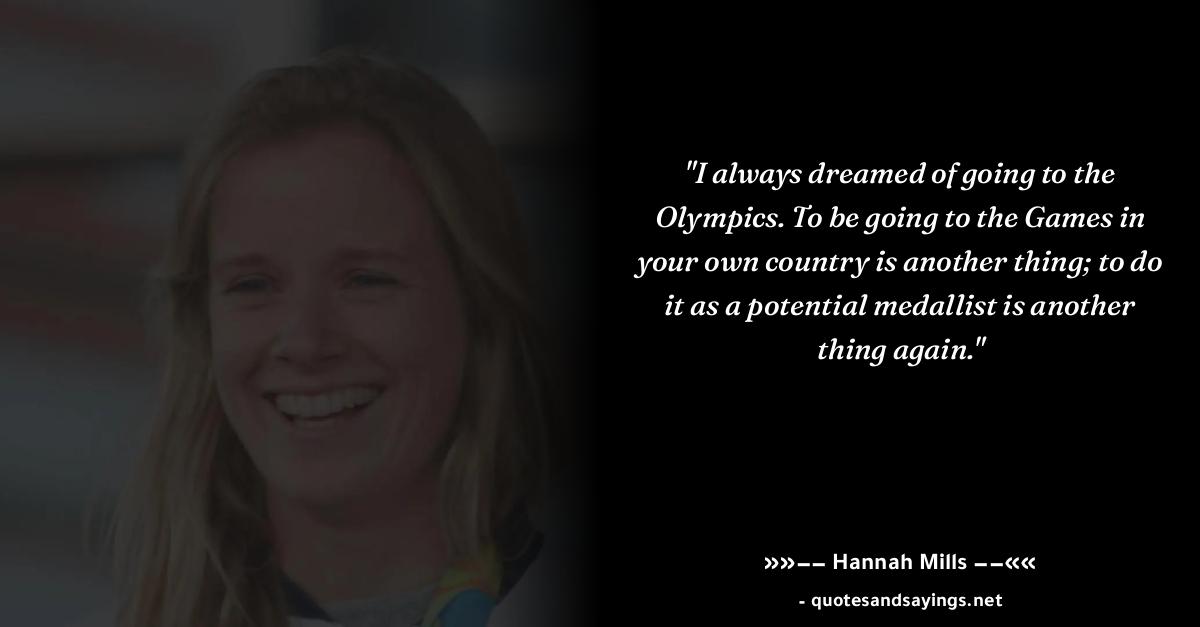 "I always dreamed of going to the
Olympics. To be going to the Games in
your own country is another thing; to do
it as a potential medallist is another
thing again."
»»—— Hannah Mills ——««
- quotesandsayings.net